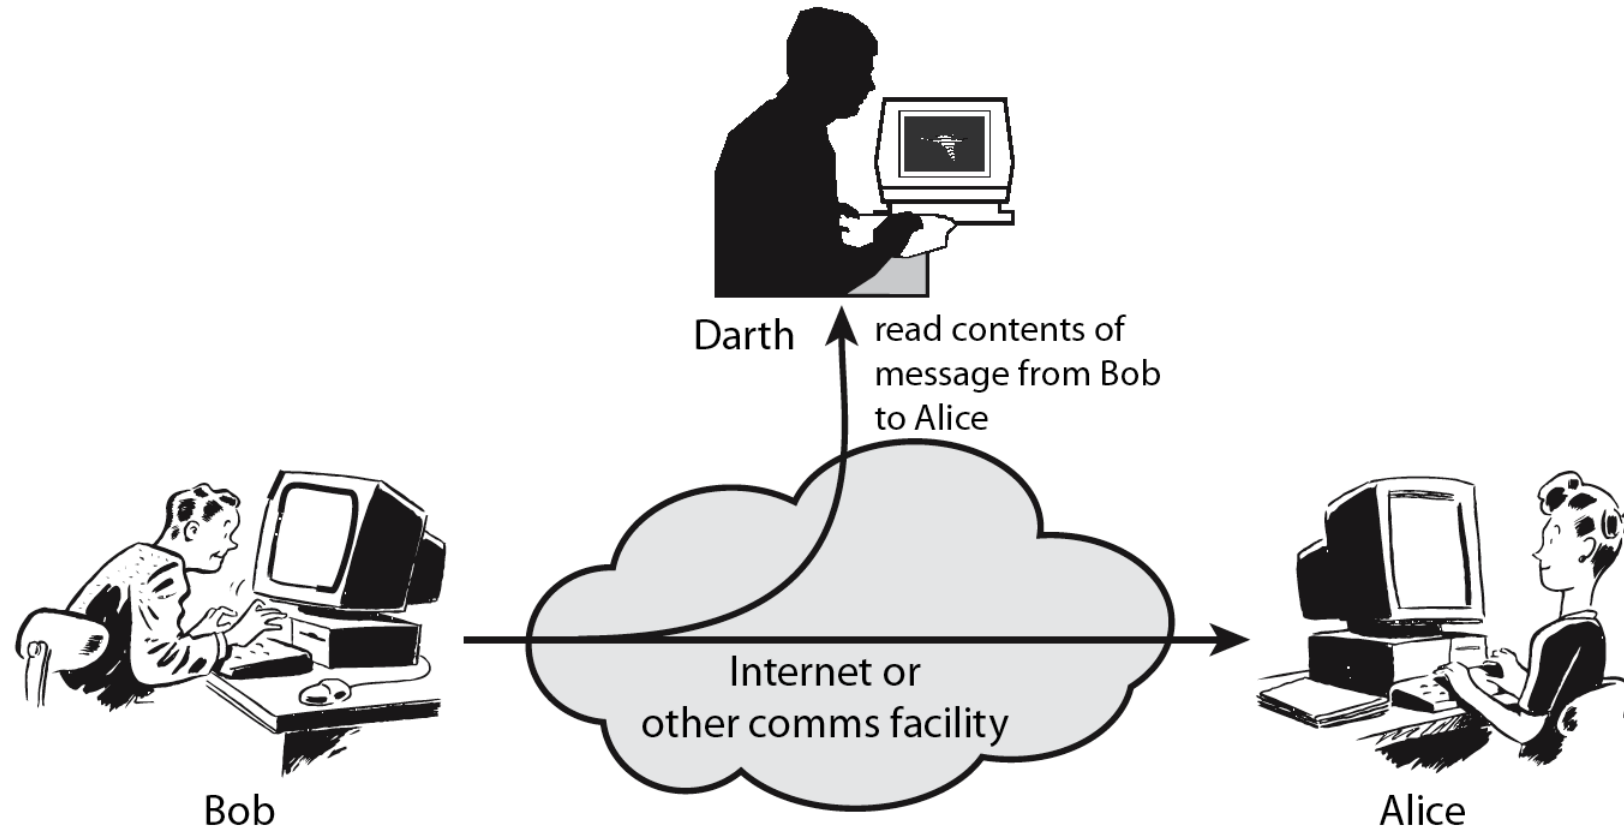 Darth
read contents of
message from Bob
to Alice
Internet or
other comms facility
Bob
Alice